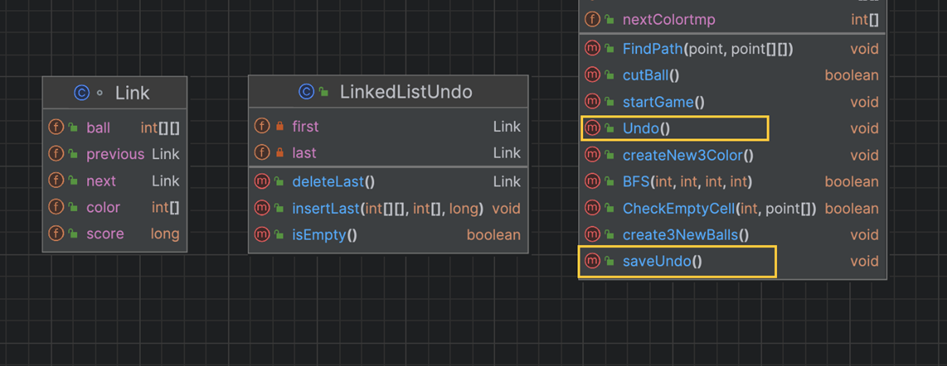 Link
ball int[][]
previous Link
next Link
color int[]
score long
LinkedListUndo
first Link
last Link
deleteLast() Link
insertLast(int[][], int[], long) void
isEmpty() boolean
nextColortmp int[]
FindPath(point, point[][]) void
cutBall() boolean
startGame() void
Undo() void
createNew3Color() void
BFS(int, int, int, int) boolean
CheckEmptyCell(int, point[]) boolean
create3NewBalls() void
saveUndo() void